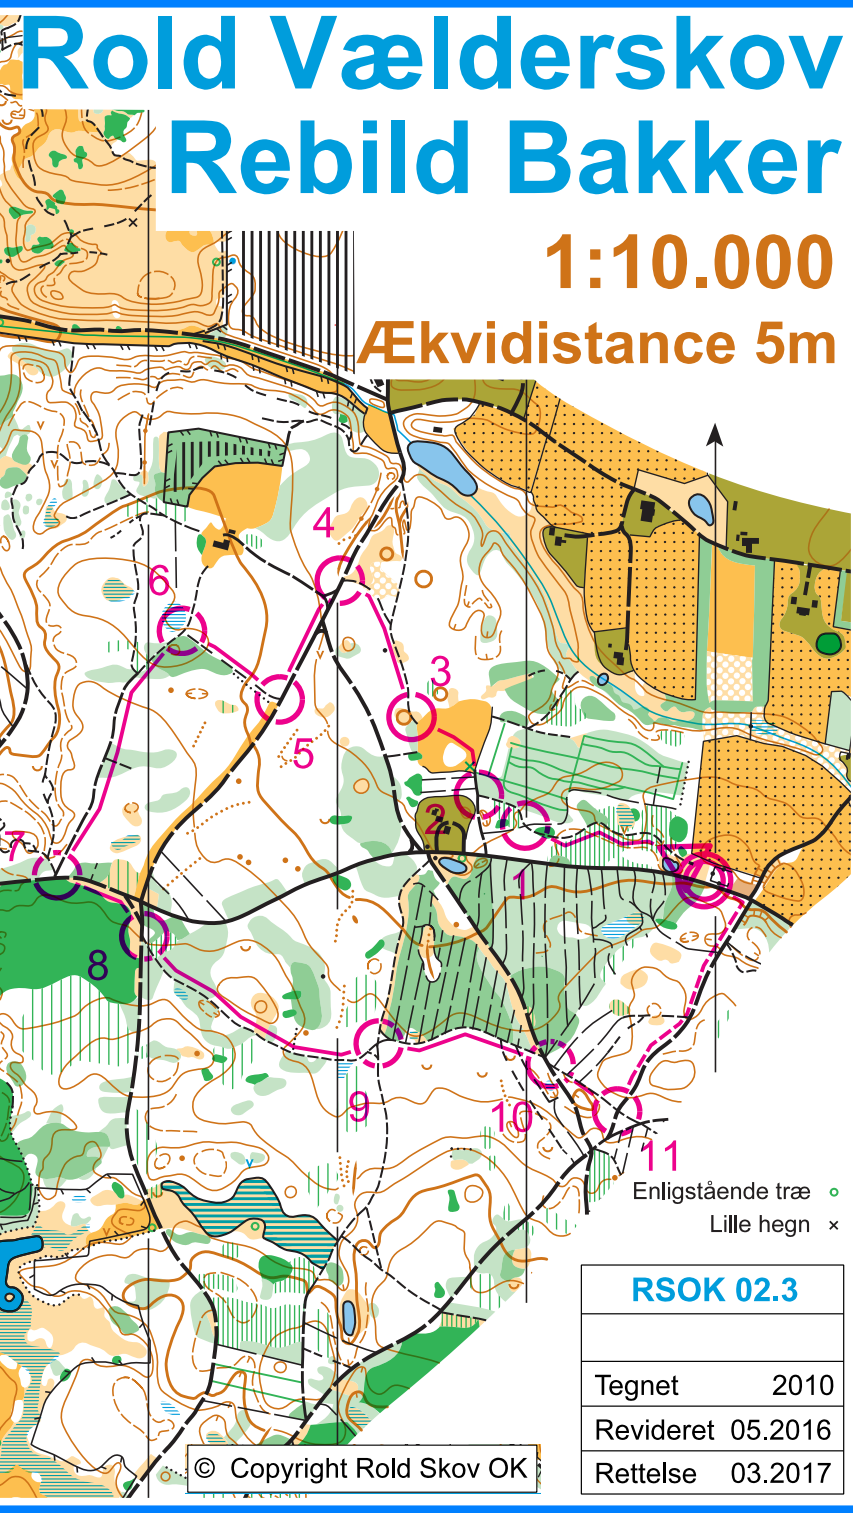 Rold Vælderskov
Rebild Bakker
1:10.000
Ækvidistance 5m
4
6
3
5
2
7
1
8
9
10
11
Enligstående træ
Lille hegn ×
RSOK 02.3
Tegnet 2010
Revideret 05.2016
Rettelse 03.2017
© Copyright Rold Skov OK